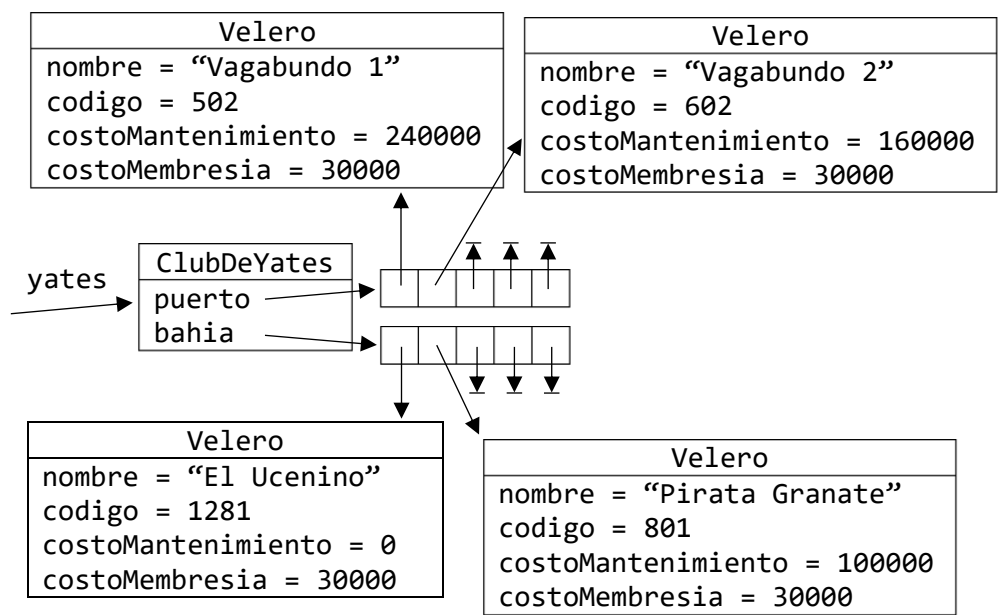 Velero
nombre = “Vagabundo 1”
codigo = 502
costoMantenimiento = 240000
costoMembresia = 30000
Velero
nombre = “Vagabundo 2”
codigo = 602
costoMantenimiento = 160000
costoMembresia = 30000
yates
ClubDeYates
puerto
bahia
Velero
nombre = “El Ucenino”
codigo = 1281
costoMantenimiento = 0
costoMembresia = 30000
Velero
nombre = “Pirata Granate”
codigo = 801
costoMantenimiento = 100000
costoMembresia = 30000